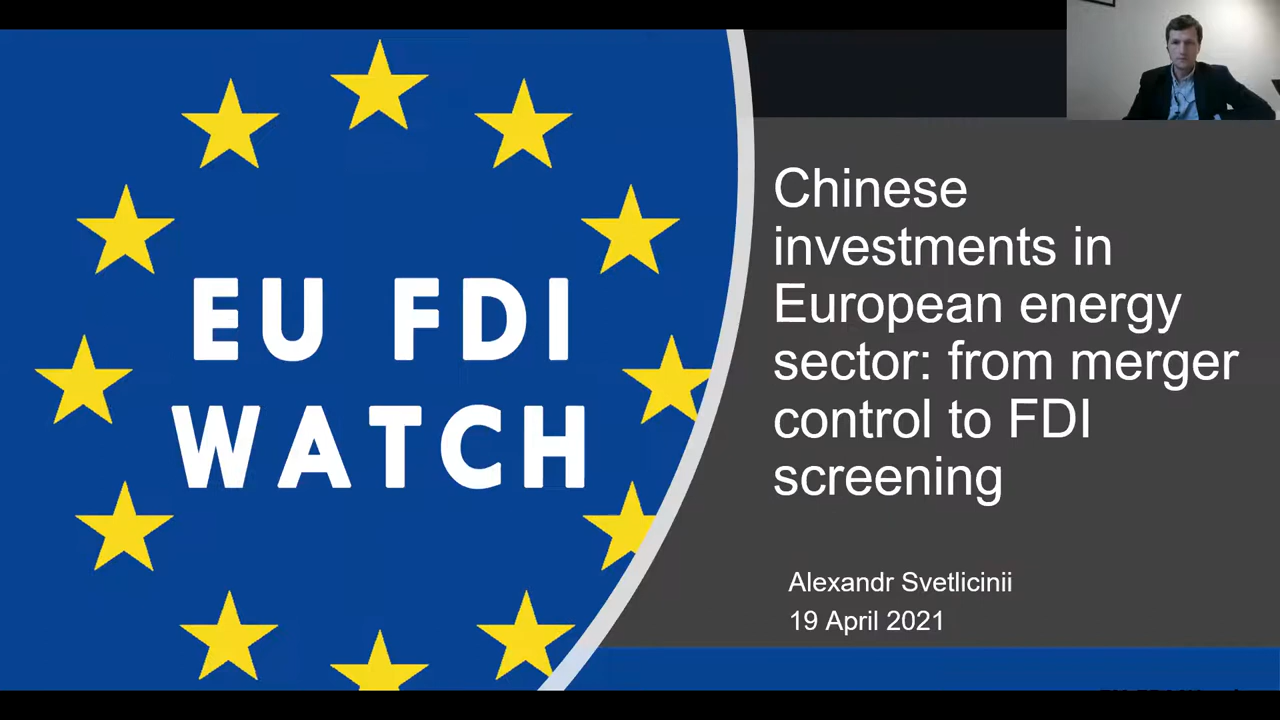 EU FDI
WATCH
Chinese
investments in
European energy
sector: from merger
control to FDI
screening
Alexandr Svetlicinii
19 April 2021